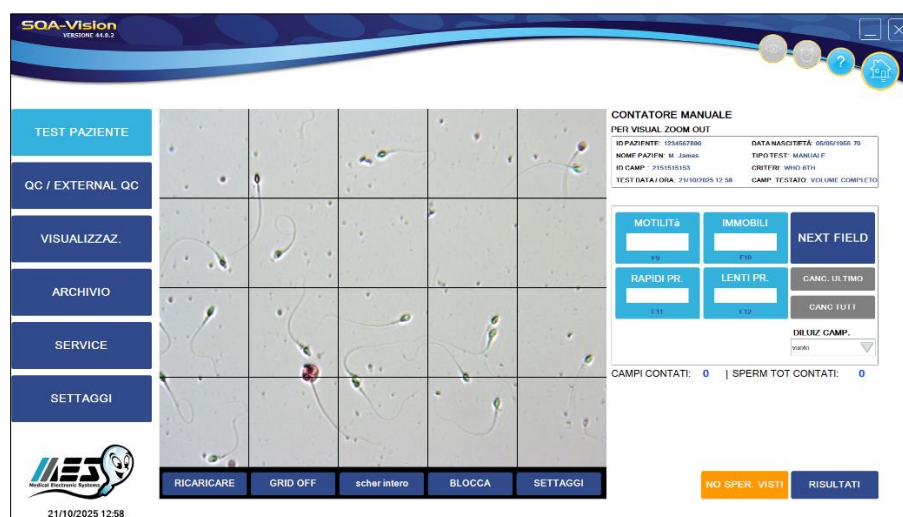 SQA-Vision
VERSIONE 44.0.2
?
TEST PAZIENTE
QC / EXTERNAL QC
VISUALIZZAZ.
ARCHIVIO
SERVICE
SETTAGGI
MES
Medical Electronic Systems
21/10/2025 12:58
RICARICARE
GRID OFF
scher intero
BLOCCA
SETTAGGI
CONTATORE MANUALE
PER VISUAL ZOOM OUT
ID PAZIENTE: 1234567800 DATA NASCITÆTÀ: 05/05/1955 70
NOME PAZIEN: M. James TIPO TEST: MANUALE
ID CAMP.: 2151515153 CRITERI: WHO 6TH
TEST DATA / ORA: 21/10/2025 12:58 CAMP. TESTATO: VOLUME COMPLETO
MOTILITà IMMOBILI NEXT FIELD
F9 F10
RAPIDI PR. LENTI PR. CANC. ULTIMO
F11 F12 CANC TUTT
DILUIZ CAMP.
vuoto
CAMPI CONTATI: 0 | SPERM TOT CONTATI: 0
NO SPER. VISTI RISULTATI